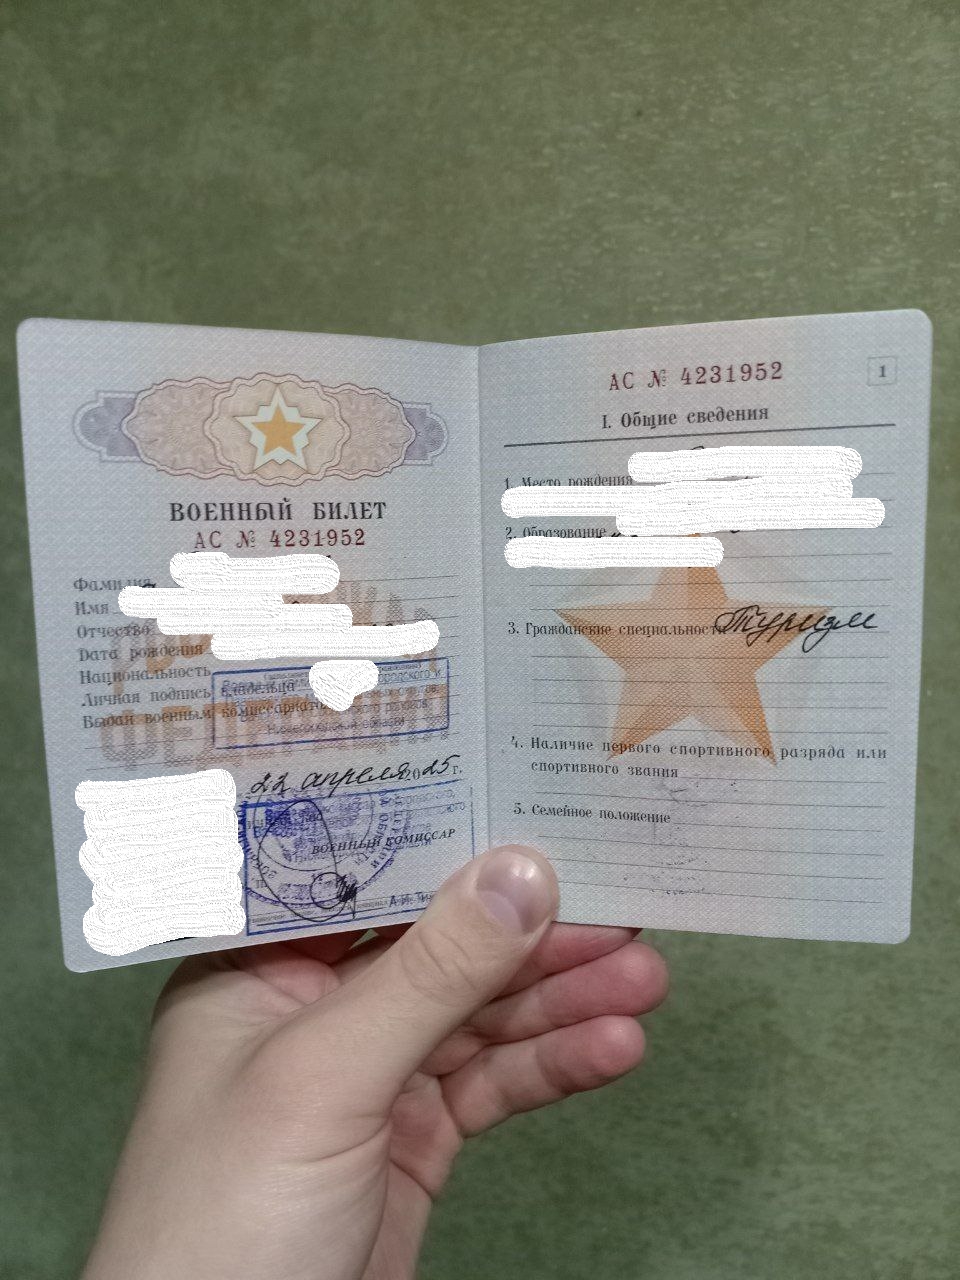 ВОЕННЫЙ БИЛЕТ
АС № 4231952
Фамилия
Имя
Отчество
Дата рождения
Национальность
Личная подпись владельца
Выдан военным комиссариатом
Нижегородской области
22 апреля 2025 г.
ВОЕННЫЙ КОМИССАР
АС № 4231952
1
I. Общие сведения
1. Место рождения
2. Образование
3. Гражданские специальности Туризм
4. Наличие первого спортивного разряда или
спортивного звания
5. Семейное положение